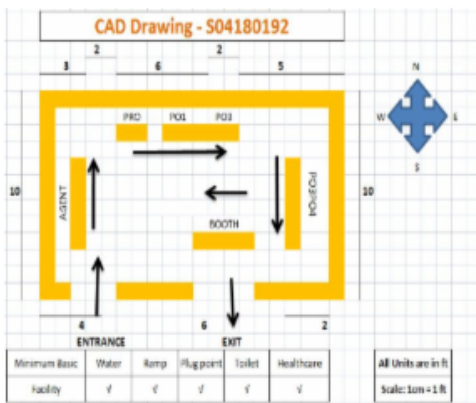 CAD Drawing - S04180192
2 2
3 6 5
N
PRO PO1 PO3
W E
S
10 AGENT PO3PO4 10
BOOTH
4 6 2
ENTRANCE EXIT
Minimum Basic Water Ramp Plug point Toilet Healthcare All Units are in ft
Facility √ √ √ √ √ Scale: 1cm = 1 ft